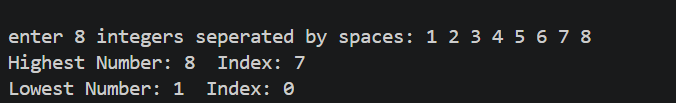 enter 8 integers seperated by spaces: 1 2 3 4 5 6 7 8
Highest Number: 8  Index: 7
Lowest Number: 1  Index: 0